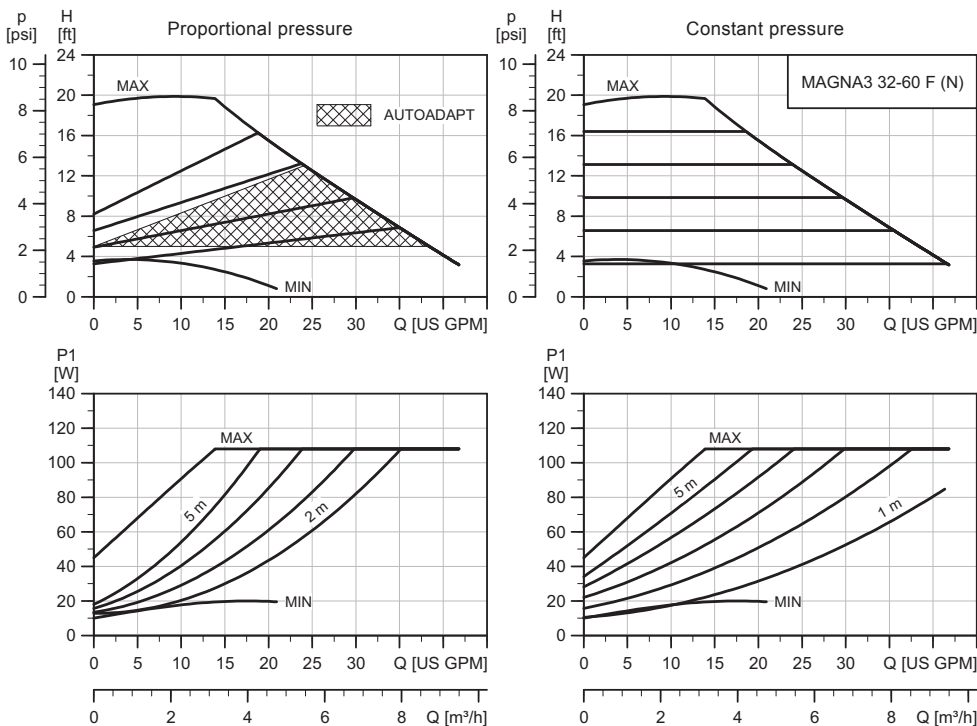 p
[psi]
H
[ft]
Proportional pressure
24
10
20
8
16
6
12
4
8
2
4
0
0
MAX
AUTOADAPT
MIN
0 5 10 15 20 25 30 Q [US GPM]
p
[psi]
H
[ft]
Constant pressure
24
10
20
8
16
6
12
4
8
2
4
0
0
MAX
MAGNA3 32-60 F (N)
MIN
0 5 10 15 20 25 30 Q [US GPM]
P1
[W]
140
120
100
80
60
40
20
0
MAX
5 m
2 m
MIN
0 5 10 15 20 25 30 Q [US GPM]
0 2 4 6 8 Q [m³/h]
P1
[W]
140
120
100
80
60
40
20
0
MAX
5 m
1 m
MIN
0 5 10 15 20 25 30 Q [US GPM]
0 2 4 6 8 Q [m³/h]